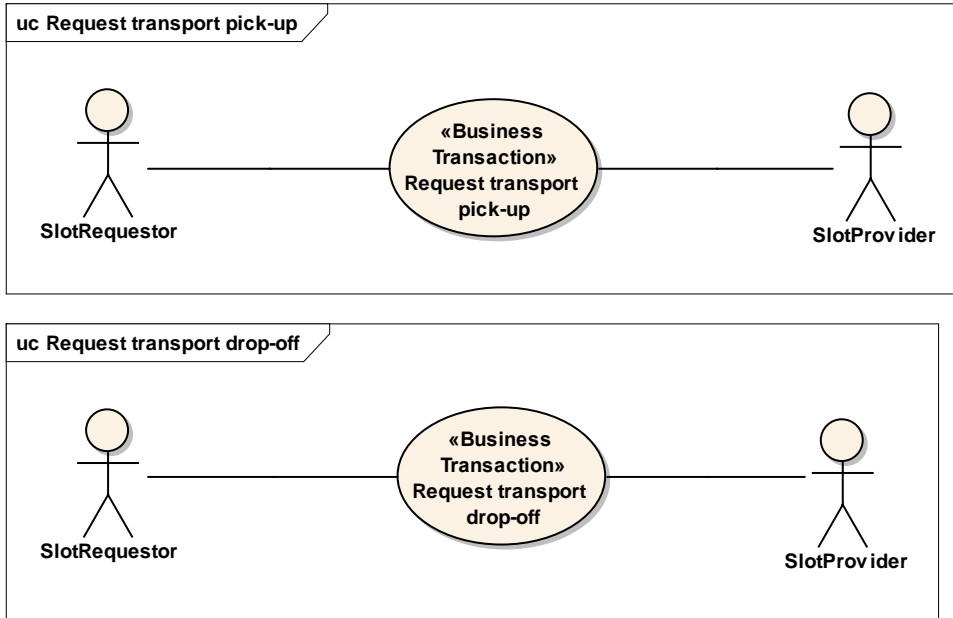 uc Request transport pick-up
«Business
Transaction»
Request transport
pick-up
SlotRequestor
SlotProvider
uc Request transport drop-off
«Business
Transaction»
Request transport
drop-off
SlotRequestor
SlotProvider